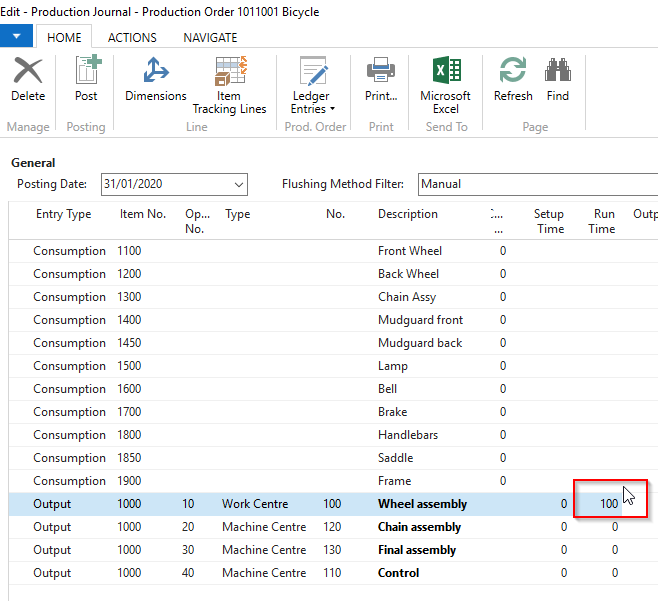 Edit - Production Journal - Production Order 1011001 Bicycle
HOME ACTIONS NAVIGATE
Delete Post Dimensions Item Tracking Lines Ledger Entries Print... Microsoft Excel Refresh Find
Manage Posting Line Prod. Order Print Send To Page
General
Posting Date: 31/01/2020 Flushing Method Filter: Manual
Entry Type Item No. Op... No. Type No. Description ... Setup Time Run Time Outp
Consumption 1100 Front Wheel 0
Consumption 1200 Back Wheel 0
Consumption 1300 Chain Assy 0
Consumption 1400 Mudguard front 0
Consumption 1450 Mudguard back 0
Consumption 1500 Lamp 0
Consumption 1600 Bell 0
Consumption 1700 Brake 0
Consumption 1800 Handlebars 0
Consumption 1850 Saddle 0
Consumption 1900 Frame 0
Output 1000 10 Work Centre 100 Wheel assembly 0 100
Output 1000 20 Machine Centre 120 Chain assembly 0 0
Output 1000 30 Machine Centre 130 Final assembly 0 0
Output 1000 40 Machine Centre 110 Control 0 0